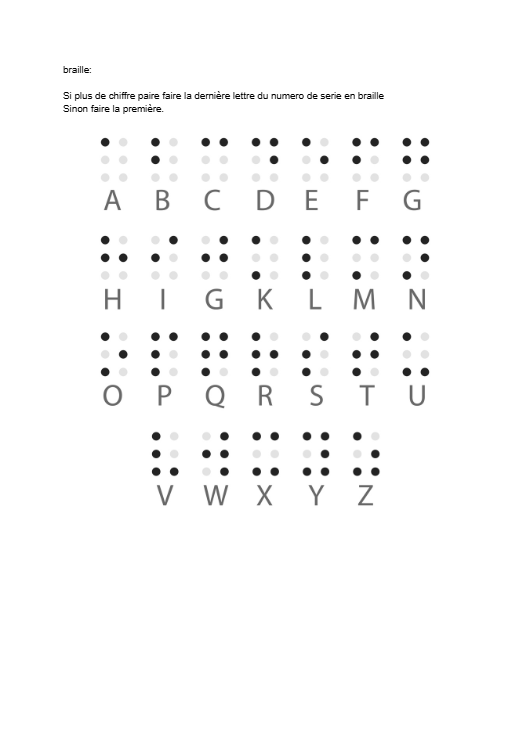 braille:
Si plus de chiffre paire faire la dernière lettre du numero de serie en braille
Sinon faire la première.
A B C D E F G
H I G K L M N
O P Q R S T U
V W X Y Z